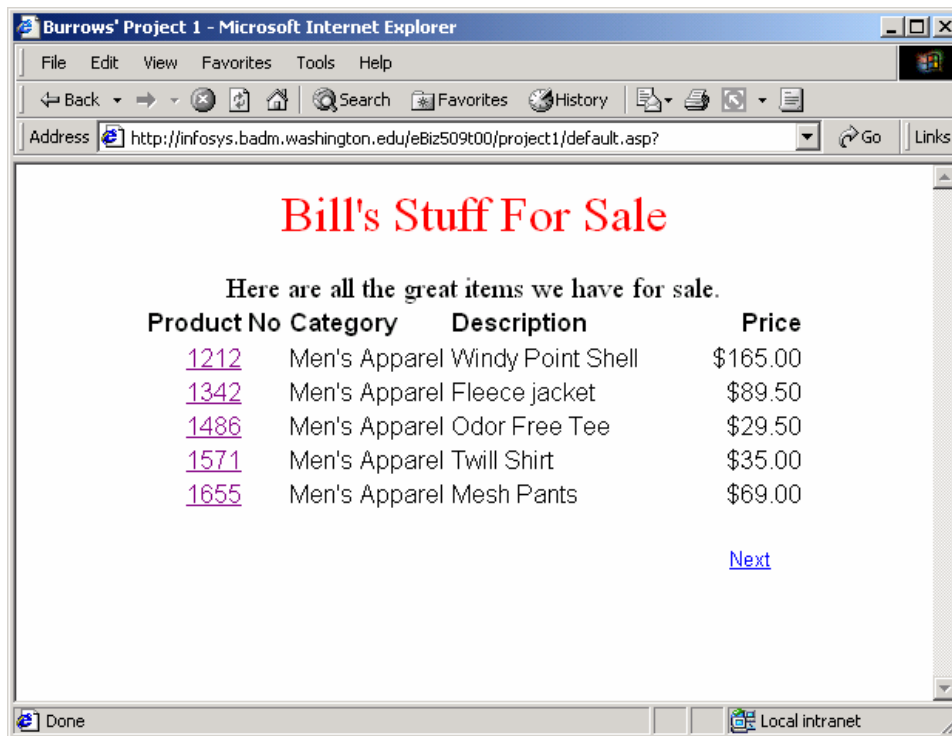 Burrows' Project 1 - Microsoft Internet Explorer
File Edit View Favorites Tools Help
Back Search Favorites History
Address http://infosys.badm.washington.edu/eBiz509t00/project1/default.asp? Go Links
Bill's Stuff For Sale
Here are all the great items we have for sale.
Product No Category Description Price
1212 Men's Apparel Windy Point Shell $165.00
1342 Men's Apparel Fleece jacket $89.50
1486 Men's Apparel Odor Free Tee $29.50
1571 Men's Apparel Twill Shirt $35.00
1655 Men's Apparel Mesh Pants $69.00
Next
Done Local intranet